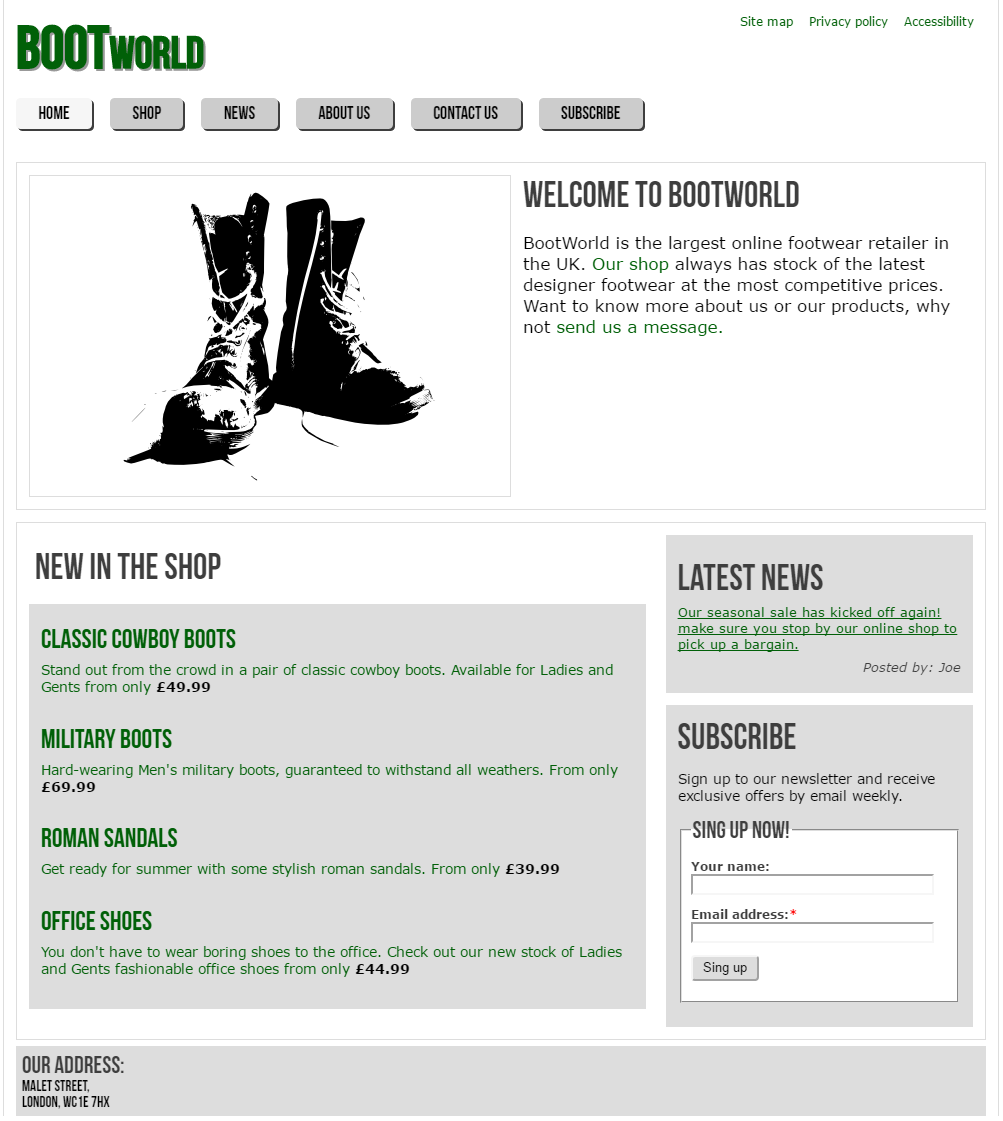 Site map Privacy policy Accessibility
BOOTWORLD
HOME SHOP NEWS ABOUT US CONTACT US SUBSCRIBE
WELCOME TO BOOTWORLD
BootWorld is the largest online footwear retailer in
the UK. Our shop always has stock of the latest
designer footwear at the most competitive prices.
Want to know more about us or our products, why
not send us a message.
NEW IN THE SHOP
CLASSIC COWBOY BOOTS
Stand out from the crowd in a pair of classic cowboy boots. Available for Ladies and
Gents from only £49.99
MILITARY BOOTS
Hard-wearing Men's military boots, guaranteed to withstand all weathers. From only
£69.99
ROMAN SANDALS
Get ready for summer with some stylish roman sandals. From only £39.99
OFFICE SHOES
You don't have to wear boring shoes to the office. Check out our new stock of Ladies
and Gents fashionable office shoes from only £44.99
LATEST NEWS
Our seasonal sale has kicked off again!
make sure you stop by our online shop to
pick up a bargain.
Posted by: Joe
SUBSCRIBE
Sign up to our newsletter and receive
exclusive offers by email weekly.
SING UP NOW!
Your name:
Email address:*
Sing up
OUR ADDRESS:
MALET STREET,
LONDON, WC1E 7HX